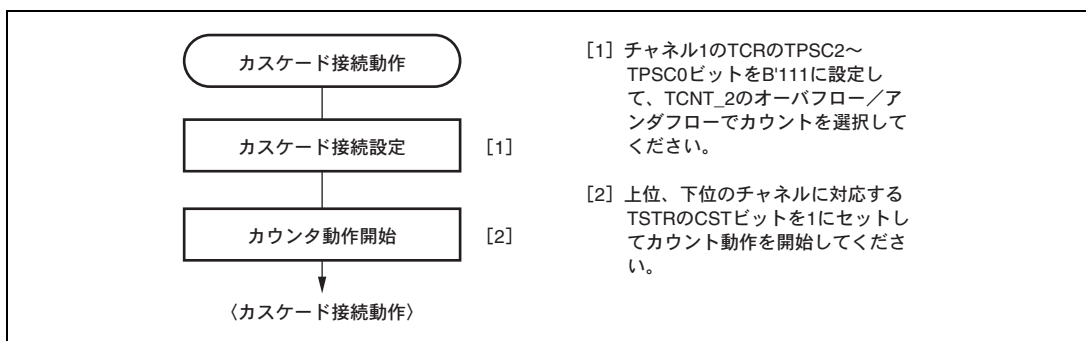 カスケード接続動作
カスケード接続設定 [1]
カウンタ動作開始 [2]
〈カスケード接続動作〉
[1] チャネル1のTCRのTPSC2～
TPSC0ビットをB'111に設定し
て、TCNT_2のオーバフロー／ア
ンダフローでカウントを選択して
ください。
[2] 上位、下位のチャネルに対応する
TSTRのCSTビットを1にセットし
てカウント動作を開始してくださ
い。